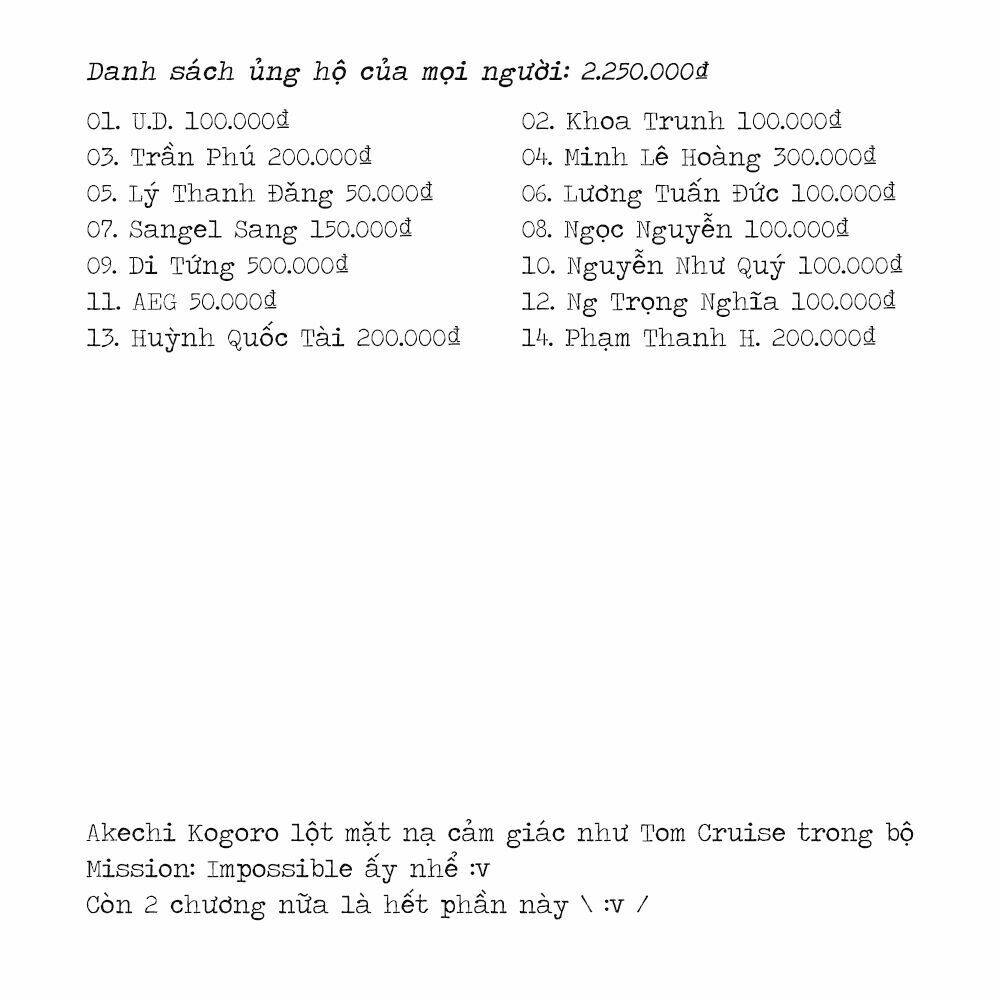 Danh sách ủng hộ của mọi người: 2.250.000₫
01. U.D. 100.000₫
02. Khoa Trunh 100.000₫
03. Trần Phú 200.000₫
04. Minh Lê Hoàng 300.000₫
05. Lý Thanh Đằng 50.000₫
06. Lương Tuấn Đức 100.000₫
07. Sangel Sang 150.000₫
08. Ngọc Nguyễn 100.000₫
09. Di Tứng 500.000₫
10. Nguyễn Như Quý 100.000₫
11. AEG 50.000₫
12. Ng Trọng Nghĩa 100.000₫
13. Huỳnh Quốc Tài 200.000₫
14. Phạm Thanh H. 200.000₫
Akechi Kogoro lột mặt nạ cảm giác như Tom Cruise trong bộ
Mission: Impossible ấy nhể :v
Còn 2 chương nữa là hết phần này \ :v /